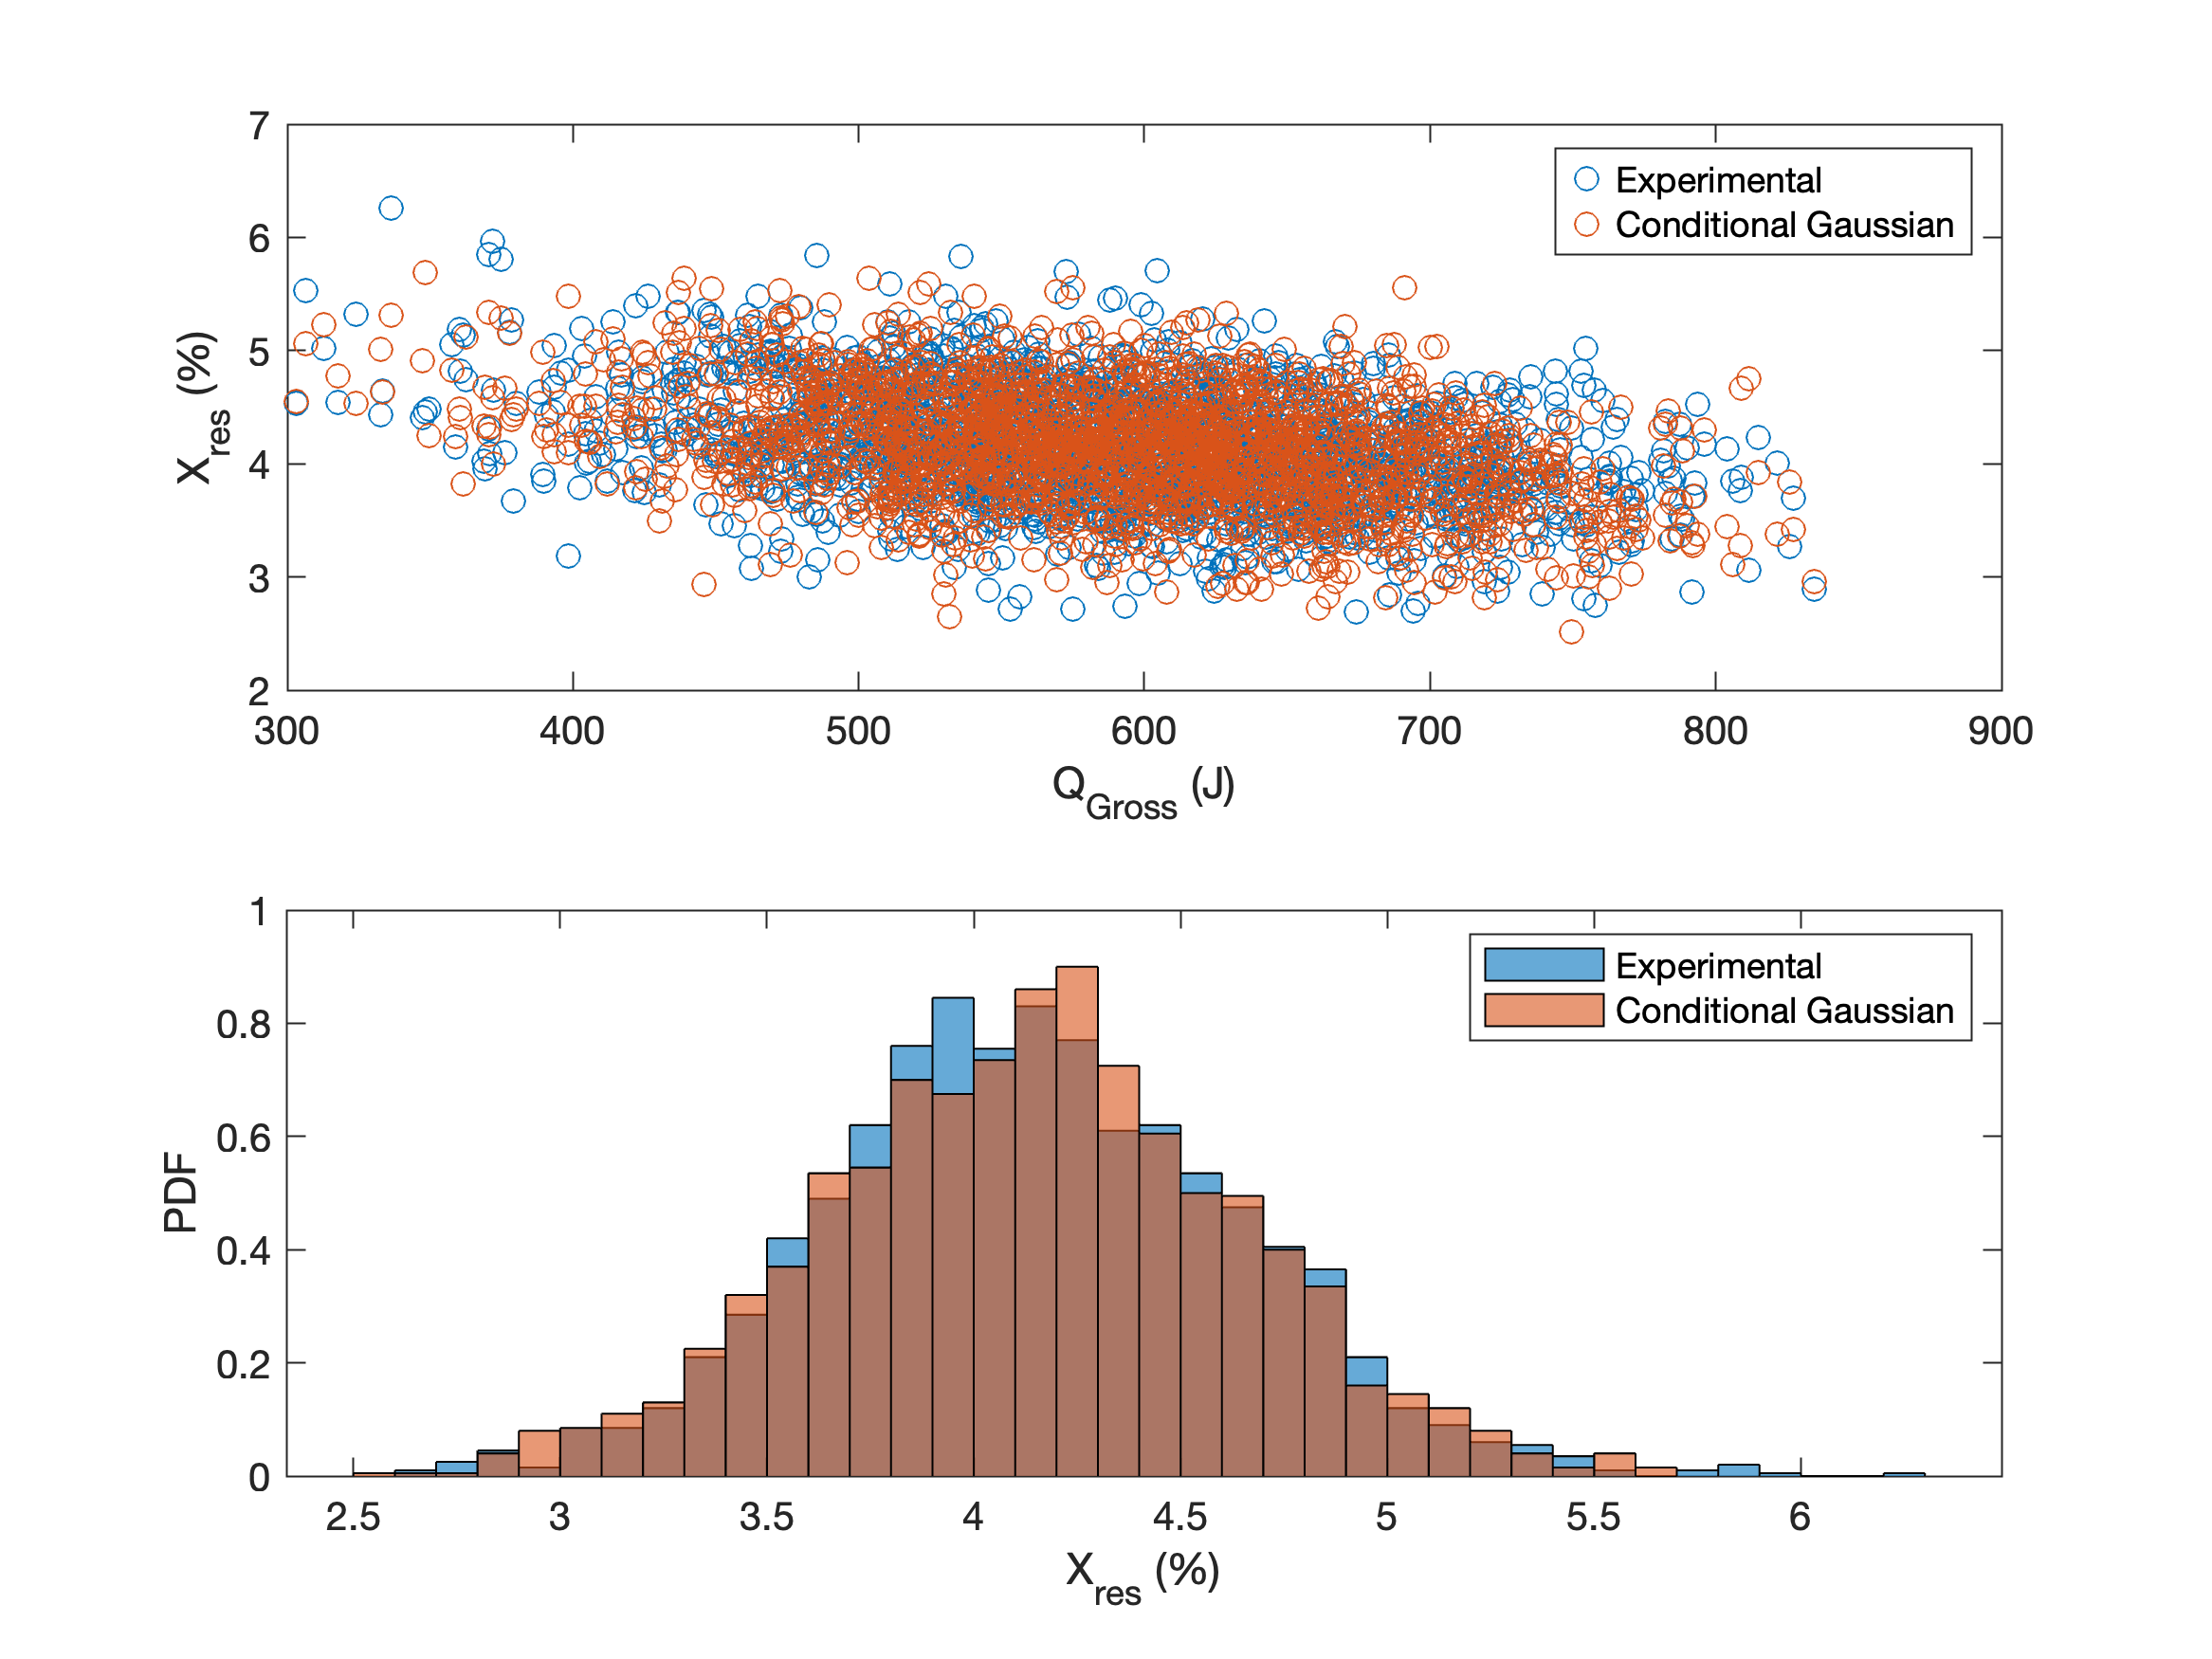 7
6
5
4
3
2
X_res (%)
Experimental
Conditional Gaussian
300 400 500 600 700 800 900
Q_Gross (J)
1
0.8
0.6
0.4
0.2
0
PDF
Experimental
Conditional Gaussian
2.5 3 3.5 4 4.5 5 5.5 6
X_res (%)